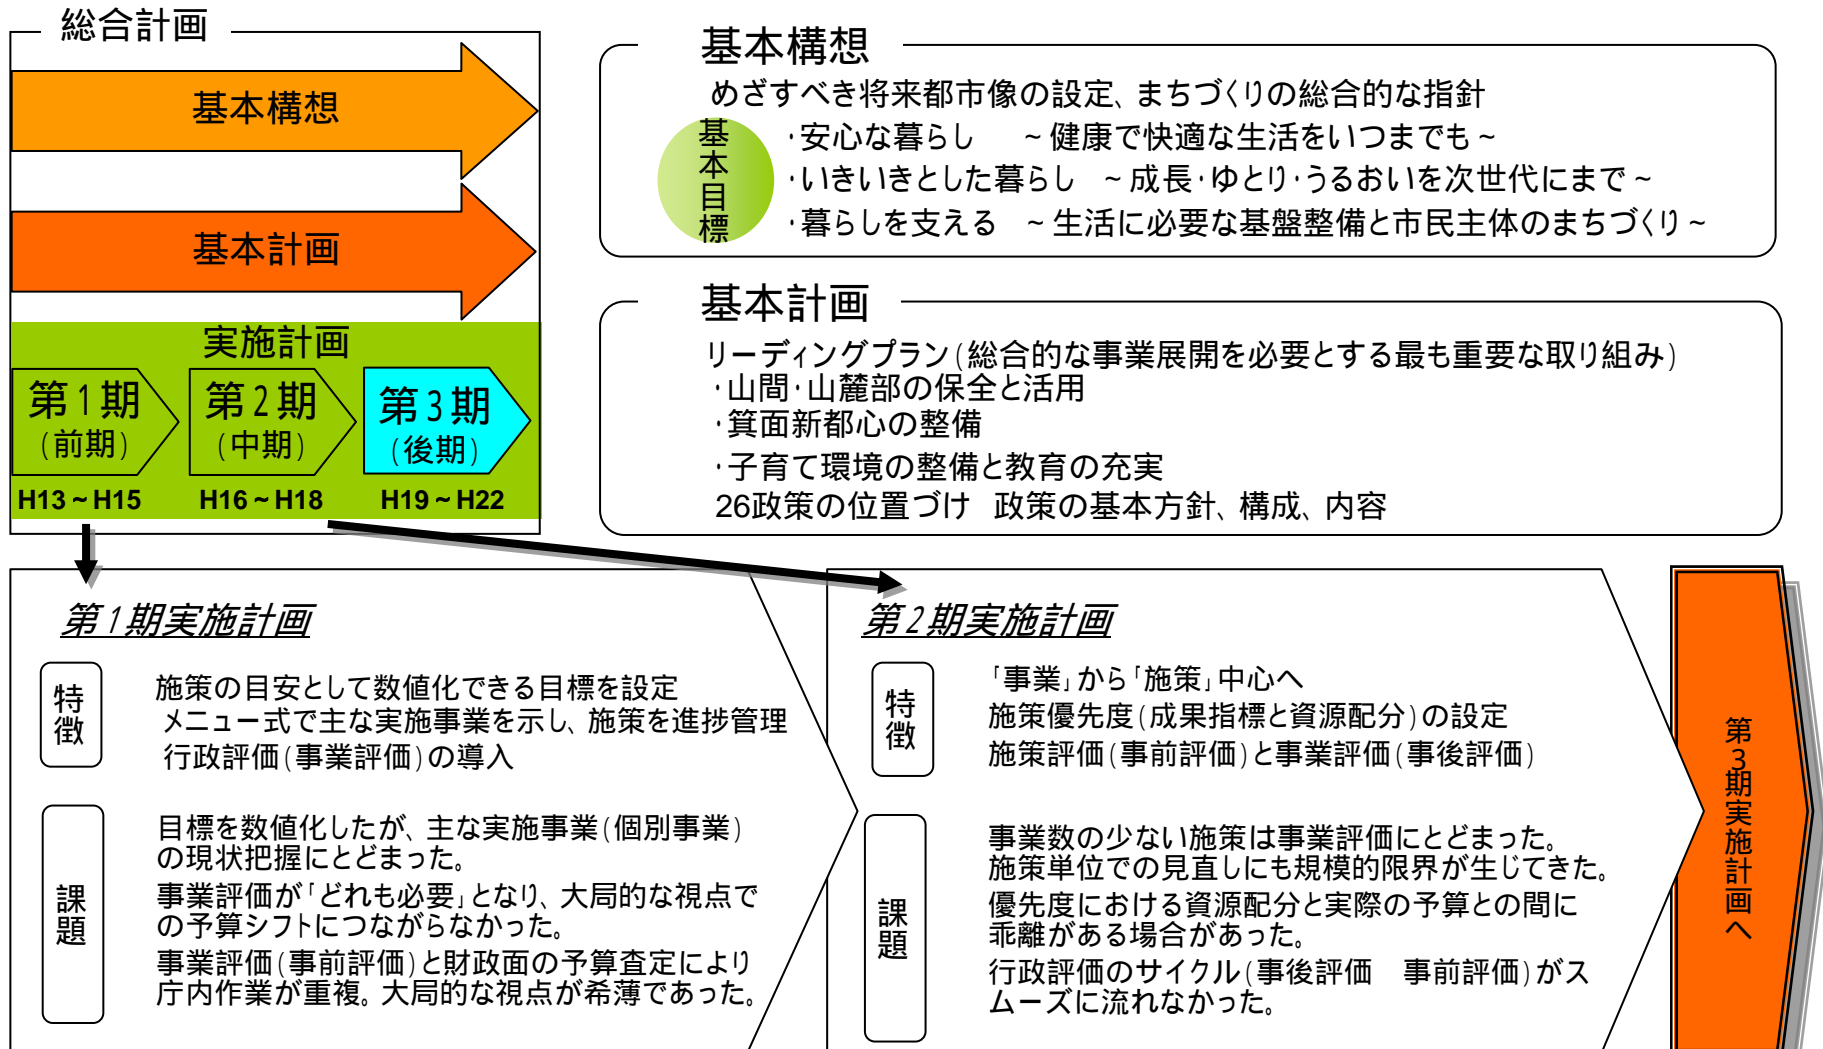 総合計画
基本構想
基本計画
実施計画
第1期
(前期)
第2期
(中期)
第3期
(後期)
H13~H15
H16~H18
H19~H22
基本構想
めざすべき将来都市像の設定、まちづくりの総合的な指針
基本目標
・安心な暮らし ~健康で快適な生活をいつまでも~
・いきいきとした暮らし ~成長・ゆとり・うるおいを次世代にまで~
・暮らしを支える ~生活に必要な基盤整備と市民主体のまちづくり~
基本計画
リーディングプラン(総合的な事業展開を必要とする最も重要な取り組み)
・山間・山麓部の保全と活用
・箕面新都心の整備
・子育て環境の整備と教育の充実
26政策の位置づけ 政策の基本方針、構成、内容
第1期実施計画
特徴
施策の目安として数値化できる目標を設定
メニュー式で主な実施事業を示し、施策を進捗管理
行政評価(事業評価)の導入
課題
目標を数値化したが、主な実施事業(個別事業)
の現状把握にとどまった。
事業評価が「どれも必要」となり、大局的な視点で
の予算シフトにつながらなかった。
事業評価(事前評価)と財政面の予算査定により
庁内作業が重複。大局的な視点が希薄であった。
第2期実施計画
特徴
「事業」から「施策」中心へ
施策優先度(成果指標と資源配分)の設定
施策評価(事前評価)と事業評価(事後評価)
課題
事業数の少ない施策は事業評価にとどまった。
施策単位での見直しにも規模的限界が生じてきた。
優先度における資源配分と実際の予算との間に
乖離がある場合があった。
行政評価のサイクル(事後評価 事前評価)がス
ムーズに流れなかった。
第3期実施計画へ